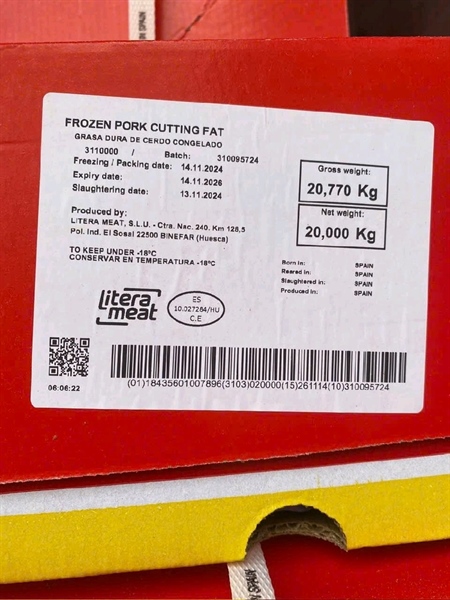 SPAIN
FROZEN PORK CUTTING FAT
GRASA DURA DE CERDO CONGELADO
3110000 / Batch: 310095724
Freezing / Packing date: 14.11.2024
Expiry date: 14.11.2026
Slaughtering date: 13.11.2024
Gross weight:
20,770 Kg
Net weight:
20,000 Kg
Produced by:
LITERA MEAT, S.L.U - Ctra. Nac. 240, Km 128,5
Pol. Ind. El Sosal 22500 BINEFAR (Huesca)
TO KEEP UNDER -18ºC
CONSERVAR EN TEMPERATURA -18ºC
Born in: SPAIN
Reared in: SPAIN
Slaughtered in: SPAIN
Produced in: SPAIN
Litera
meat
ES
10.027264/HU
C.E
06:06:22
(01)18435601007896(3103)020000(15)261114(10)310095724
SPAIN